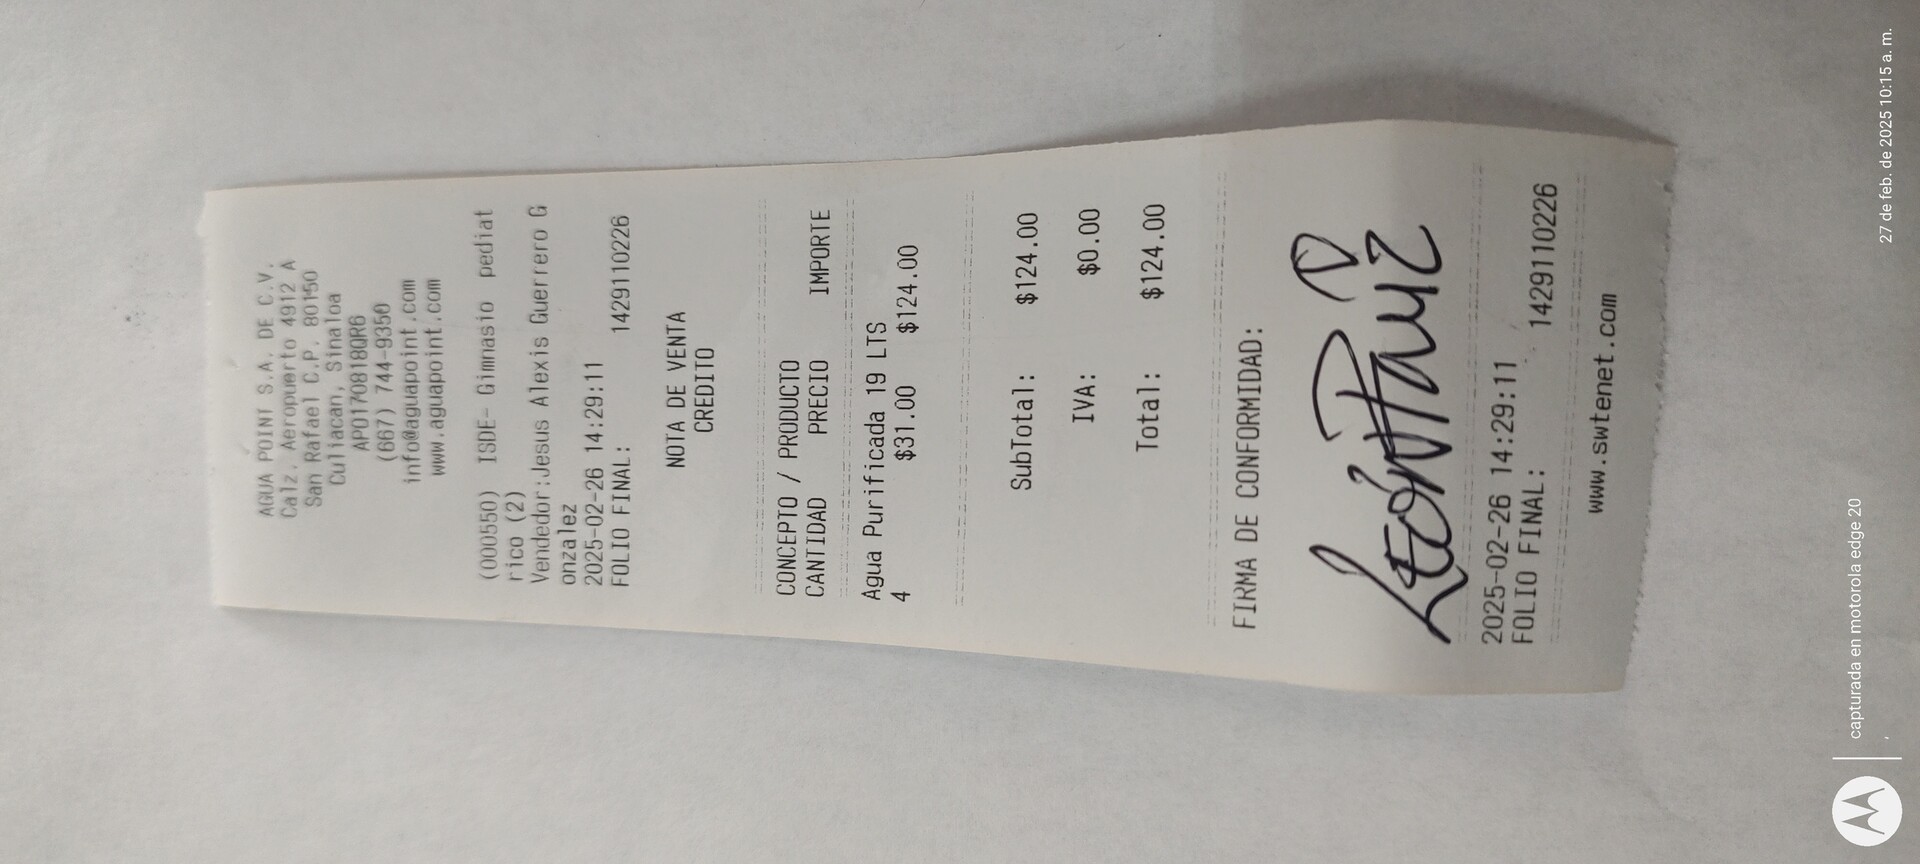 AGUA POINT S.A. DE C.V.
Calz. Aeropuerto 4912 A
San Rafael C.P. 80150
Culiacan, Sinaloa
APO170818QR6
(667) 744-9350
info@aguapoint.com
www.aguapoint.com
(000550) ISDE- Gimnasio pediat
rico (2)
Vendedor:Jesus Alexis Guerrero G
onzalez
2025-02-26 14:29:11
FOLIO FINAL: 1429110226
NOTA DE VENTA
CREDITO
CONCEPTO / PRODUCTO
CANTIDAD PRECIO IMPORTE
Agua Purificada 19 LTS
4 $31.00 $124.00
SubTotal: $124.00
IVA: $0.00
Total: $124.00
FIRMA DE CONFORMIDAD:
León
2025-02-26 14:29:11
FOLIO FINAL: 1429110226
www.swtenet.com
capturada en motorola edge 20
27 de feb. de 2025 10:15 a. m.